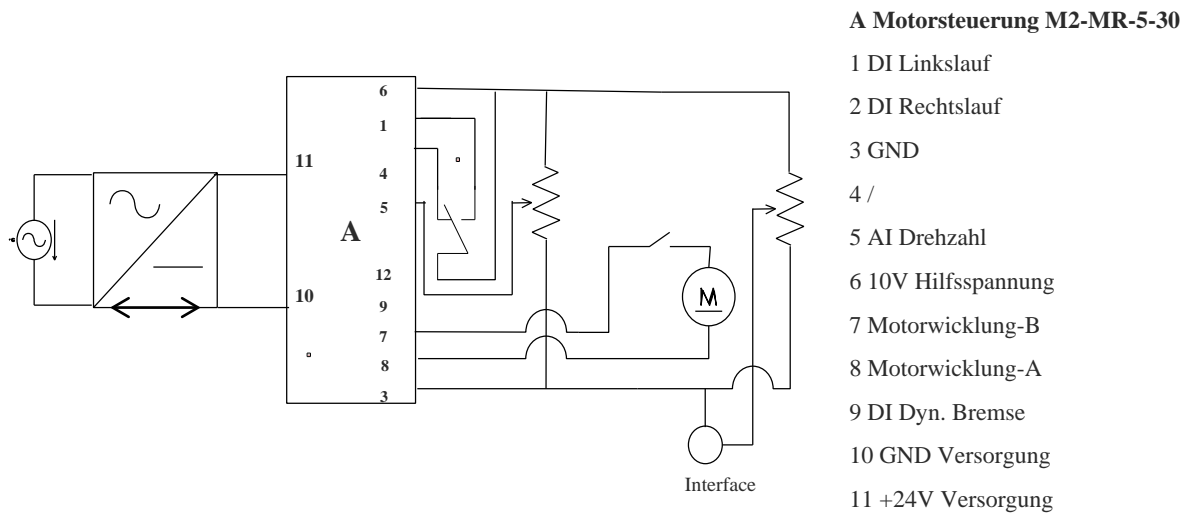 A Motorsteuerung M2-MR-5-30
1 DI Linkslauf
2 DI Rechtslauf
3 GND
4 /
5 AI Drehzahl
6 10V Hilfsspannung
7 Motorwicklung-B
8 Motorwicklung-A
9 DI Dyn. Bremse
10 GND Versorgung
11 +24V Versorgung
6
1
11
4
5
A
12
10
9
7
8
3
M
Interface